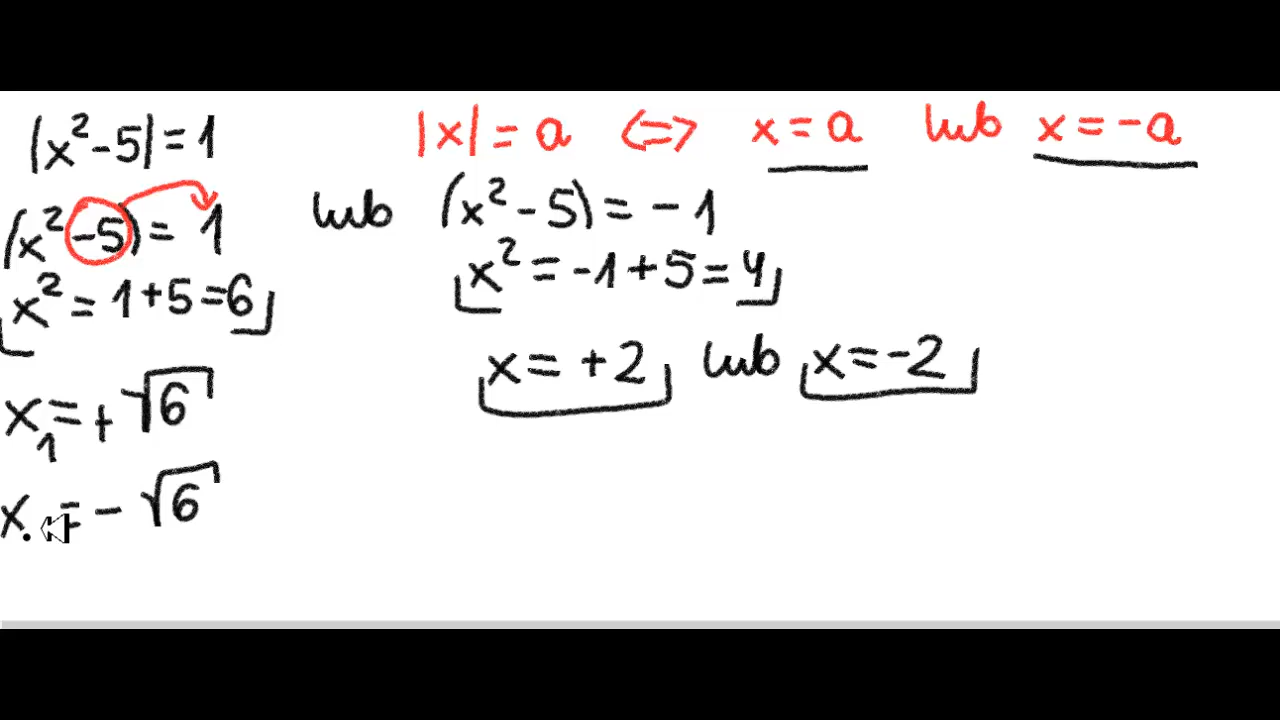 |x²-5|=1
|x|=a <=> x=a lub x=-a
(x²-5)=1 lub (x²-5)=-1
x²=1+5=6
x²=-1+5=4
x=+2 lub x=-2
x₁=+√6
x.=-√6